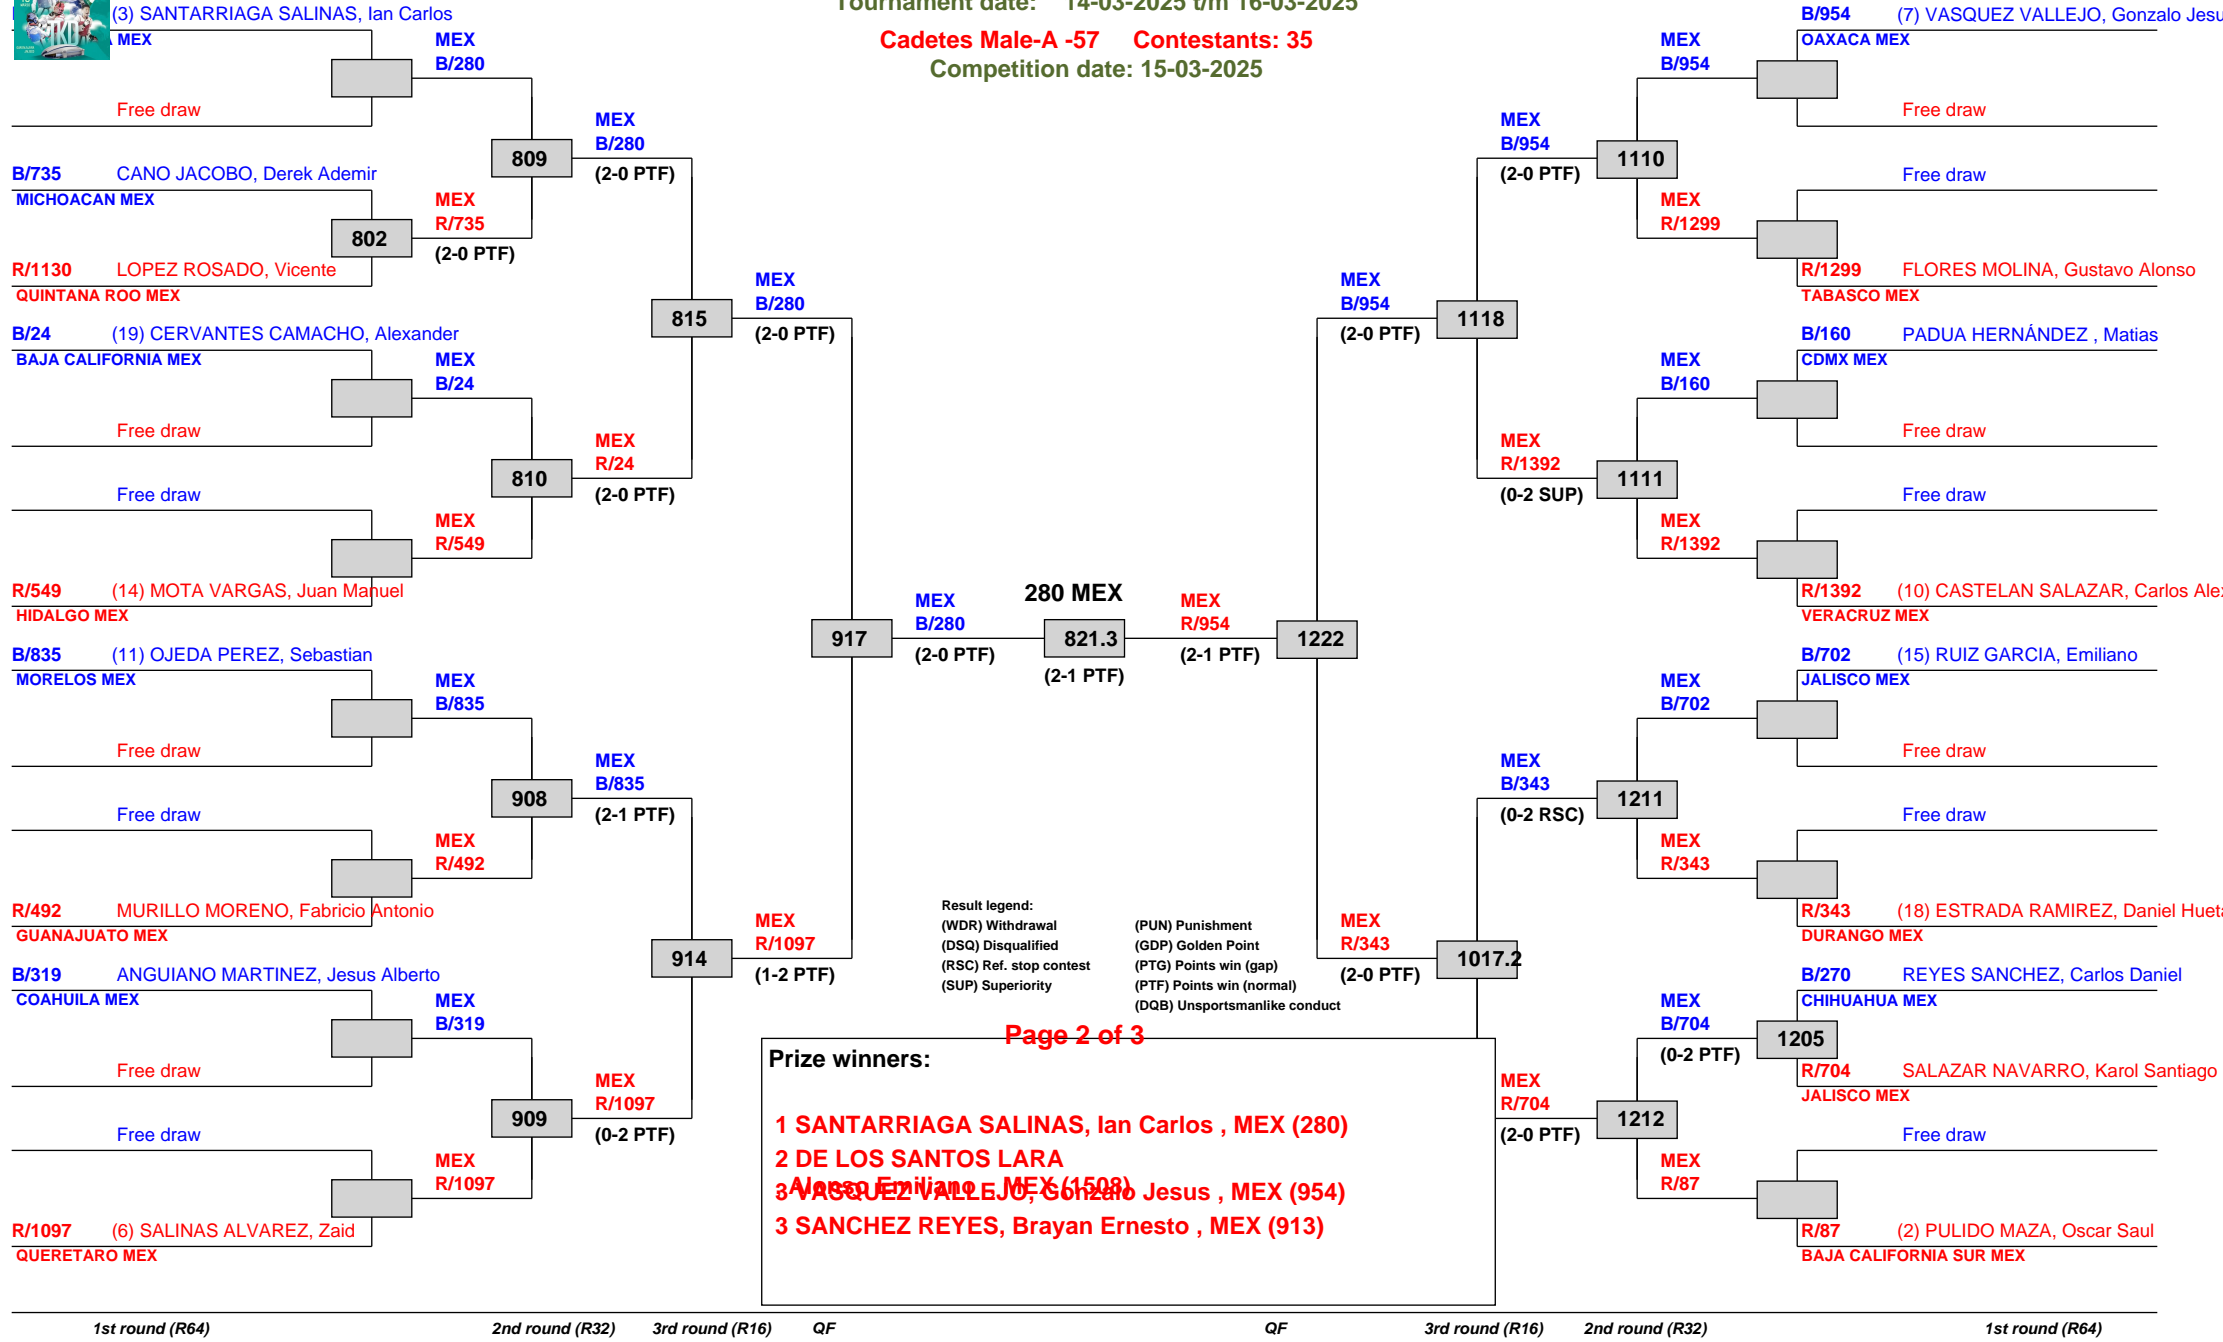 Tournament date: 14-03-2025 t/m 16-03-2025
Cadetes Male-A -57 Contestants: 35
Competition date: 15-03-2025
(3) SANTARRIAGA SALINAS, Ian Carlos
MEX
Free draw
B/735 CANO JACOBO, Derek Ademir
MICHOACAN MEX
802
R/1130 LOPEZ ROSADO, Vicente
QUINTANA ROO MEX
B/24 (19) CERVANTES CAMACHO, Alexander
BAJA CALIFORNIA MEX
Free draw
Free draw
R/549 (14) MOTA VARGAS, Juan Manuel
HIDALGO MEX
B/835 (11) OJEDA PEREZ, Sebastian
MORELOS MEX
Free draw
Free draw
R/492 MURILLO MORENO, Fabricio Antonio
GUANAJUATO MEX
B/319 ANGUIANO MARTINEZ, Jesus Alberto
COAHUILA MEX
Free draw
Free draw
R/1097 (6) SALINAS ALVAREZ, Zaid
QUERETARO MEX
MEX
B/280
809
MEX
R/735
(2-0 PTF)
MEX
B/24
810
MEX
R/549
MEX
B/835
908
MEX
R/492
MEX
B/319
909
MEX
R/1097
MEX
B/280
(2-0 PTF)
815
MEX
R/24
(2-0 PTF)
MEX
B/835
(2-1 PTF)
914
MEX
R/1097
(0-2 PTF)
MEX
B/280
(2-0 PTF)
917
MEX
R/1097
(1-2 PTF)
MEX
B/280
(2-0 PTF)
280 MEX
821.3
(2-1 PTF)
MEX
R/954
(2-1 PTF)
1222
MEX
B/954
(2-0 PTF)
1118
MEX
R/343
(2-0 PTF)
1017.2
MEX
B/954
(2-0 PTF)
1110
MEX
R/1392
(0-2 SUP)
1111
MEX
B/343
(0-2 RSC)
1211
MEX
R/704
(2-0 PTF)
1212
MEX
B/954
MEX
R/1299
MEX
B/160
MEX
R/1392
MEX
B/702
MEX
R/343
MEX
B/704
(0-2 PTF)
1205
MEX
R/87
B/954 (7) VASQUEZ VALLEJO, Gonzalo Jesu
OAXACA MEX
Free draw
Free draw
R/1299 FLORES MOLINA, Gustavo Alonso
TABASCO MEX
B/160 PADUA HERNÁNDEZ , Matias
CDMX MEX
Free draw
Free draw
R/1392 (10) CASTELAN SALAZAR, Carlos Ale
VERACRUZ MEX
B/702 (15) RUIZ GARCIA, Emiliano
JALISCO MEX
Free draw
Free draw
R/343 (18) ESTRADA RAMIREZ, Daniel Huet
DURANGO MEX
B/270 REYES SANCHEZ, Carlos Daniel
CHIHUAHUA MEX
R/704 SALAZAR NAVARRO, Karol Santiago
JALISCO MEX
Free draw
R/87 (2) PULIDO MAZA, Oscar Saul
BAJA CALIFORNIA SUR MEX
Result legend:
(WDR) Withdrawal (PUN) Punishment
(DSQ) Disqualified (GDP) Golden Point
(RSC) Ref. stop contest (PTG) Points win (gap)
(SUP) Superiority (PTF) Points win (normal)
(DQB) Unsportsmanlike conduct
Page 2 of 3
Prize winners:
1 SANTARRIAGA SALINAS, Ian Carlos , MEX (280)
2 DE LOS SANTOS LARA
Alonso Emiliano , MEX (1508)
3 VASQUEZ VALLEJO, Gonzalo Jesus , MEX (954)
3 SANCHEZ REYES, Brayan Ernesto , MEX (913)
1st round (R64) 2nd round (R32) 3rd round (R16) QF QF 3rd round (R16) 2nd round (R32) 1st round (R64)